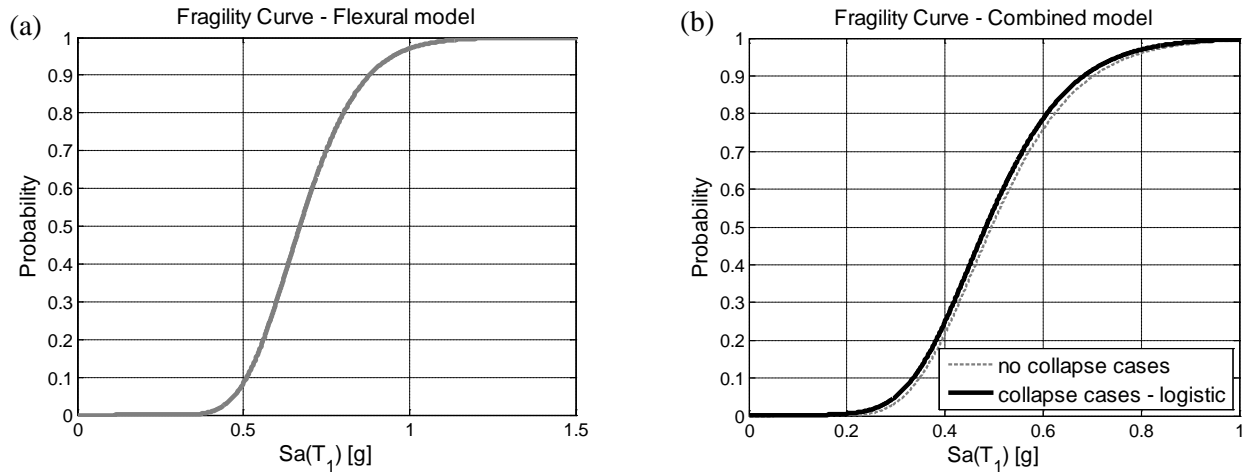 (a)
Fragility Curve - Flexural model
1
0.9
0.8
0.7
0.6
0.5
0.4
0.3
0.2
0.1
0
Probability
0 0.5 1 1.5
Sa(T1) [g]
(b)
Fragility Curve - Combined model
1
0.9
0.8
0.7
0.6
0.5
0.4
0.3
0.2
0.1
0
Probability
no collapse cases
collapse cases - logistic
0 0.2 0.4 0.6 0.8 1
Sa(T1) [g]